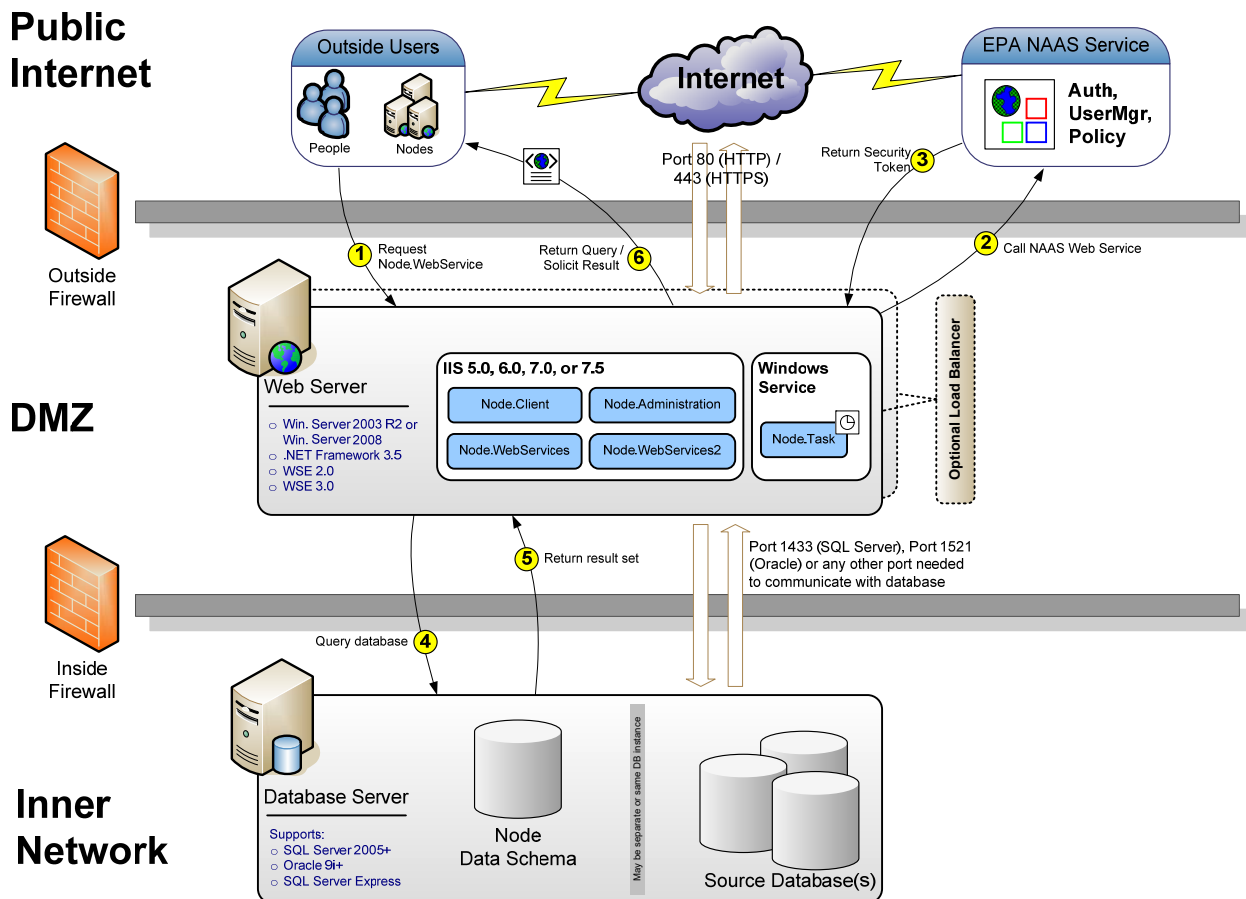 Public
Internet
Outside Users
People
Nodes
Internet
EPA NAAS Service
Auth,
UserMgr,
Policy
Port 80 (HTTP) /
443 (HTTPS)
Return Security
Token
3
Outside
Firewall
1
Request
Node.WebService
Return Query /
Solicit Result
6
2
Call NAAS Web Service
DMZ
Web Server
Win. Server 2003 R2 or
Win. Server 2008
.NET Framework 3.5
WSE 2.0
WSE 3.0
IIS 5.0, 6.0, 7.0, or 7.5
Node.Client
Node.Administration
Node.WebServices
Node.WebServices2
Windows
Service
Node.Task
Optional Load Balancer
5
Return result set
Port 1433 (SQL Server), Port 1521
(Oracle) or any other port needed
to communicate with database
Inside
Firewall
Query database
4
Inner
Network
Database Server
Supports:
SQL Server 2005+
Oracle 9i+
SQL Server Express
Node
Data Schema
May be separate or same DB instance
Source Database(s)